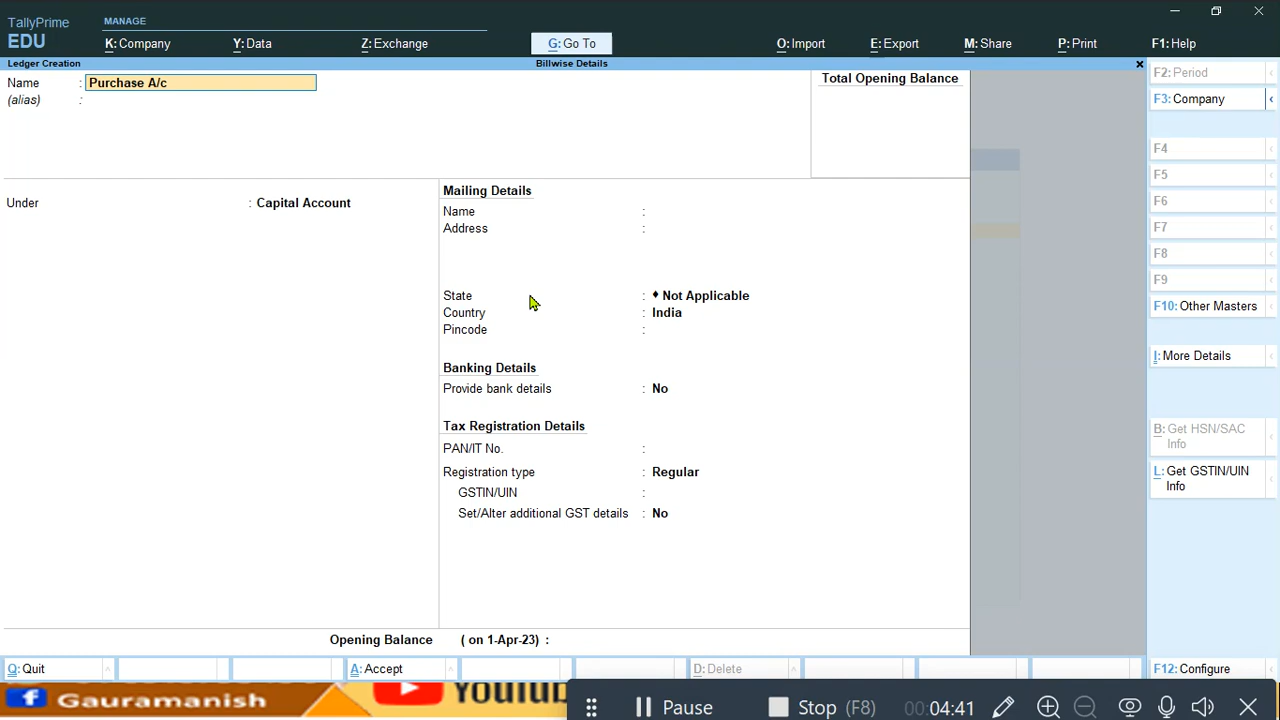 TallyPrime
EDU
MANAGE
K: Company
Y: Data
Z: Exchange
G: Go To
O: Import
E: Export
M: Share
P: Print
F1: Help
Ledger Creation
Billwise Details
Name : Purchase A/c
(alias) :
Total Opening Balance
Under : Capital Account
Mailing Details
Name :
Address :
State : ♦ Not Applicable
Country : India
Pincode :
Banking Details
Provide bank details : No
Tax Registration Details
PAN/IT No. :
Registration type : Regular
GSTIN/UIN :
Set/Alter additional GST details : No
Opening Balance ( on 1-Apr-23) :
F2: Period
F3: Company
F4
F5
F6
F7
F8
F9
F10: Other Masters
I: More Details
B: Get HSN/SAC
Info
L: Get GSTIN/UIN
Info
Q: Quit
A: Accept
D: Delete
F12: Configure
Gauramanish
Pause
Stop (F8)
00:04:41